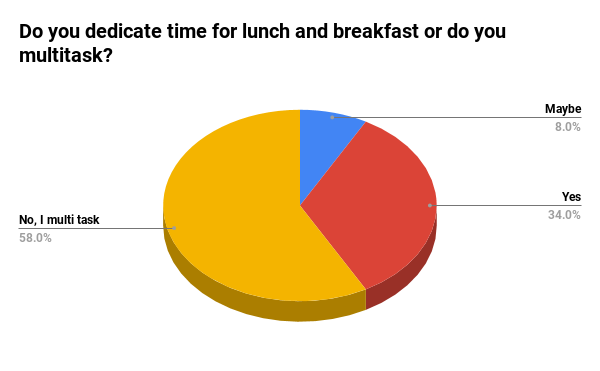 Do you dedicate time for lunch and breakfast or do you
multitask?
Maybe
8.0%
Yes
34.0%
No, I multi task
58.0%